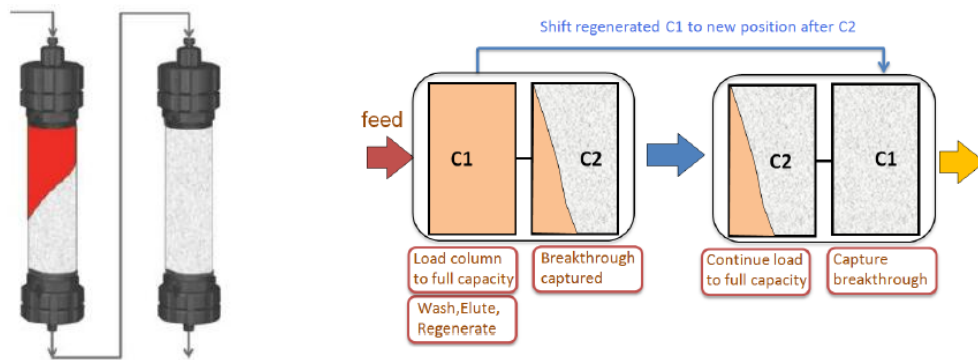 Shift regenerated C1 to new position after C2
feed
C1
C2
C2
C1
Load column
to full capacity
Breakthrough
captured
Continue load
to full capacity
Capture
breakthrough
Wash,Elute,
Regenerate